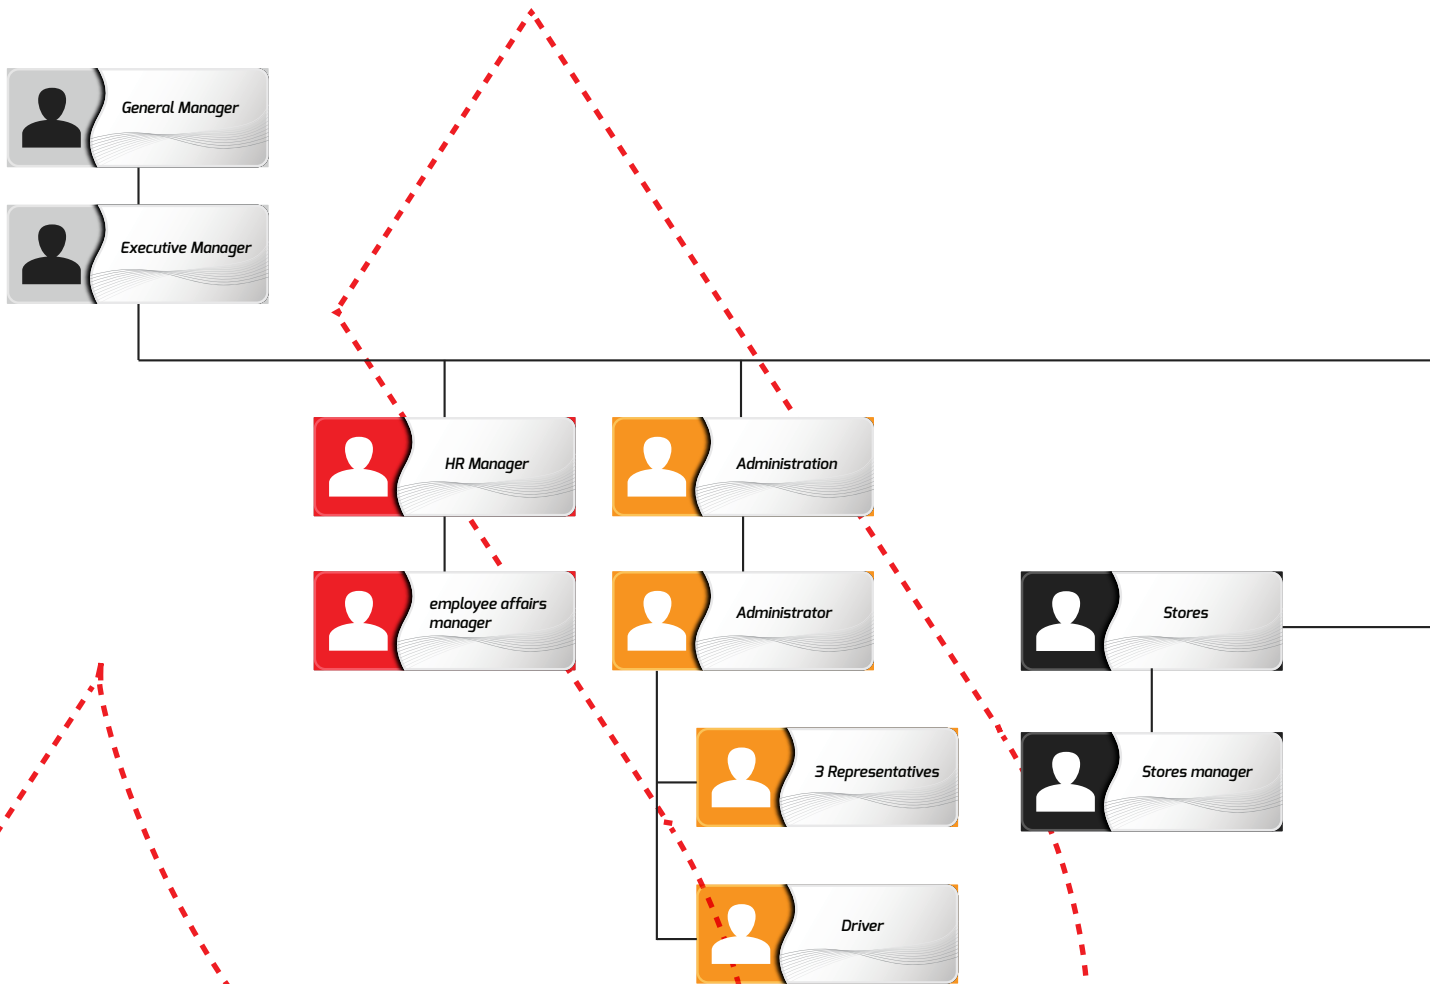 General Manager
Executive Manager
HR Manager
Administration
employee affairs
manager
Administrator
Stores
3 Representatives
Stores manager
Driver